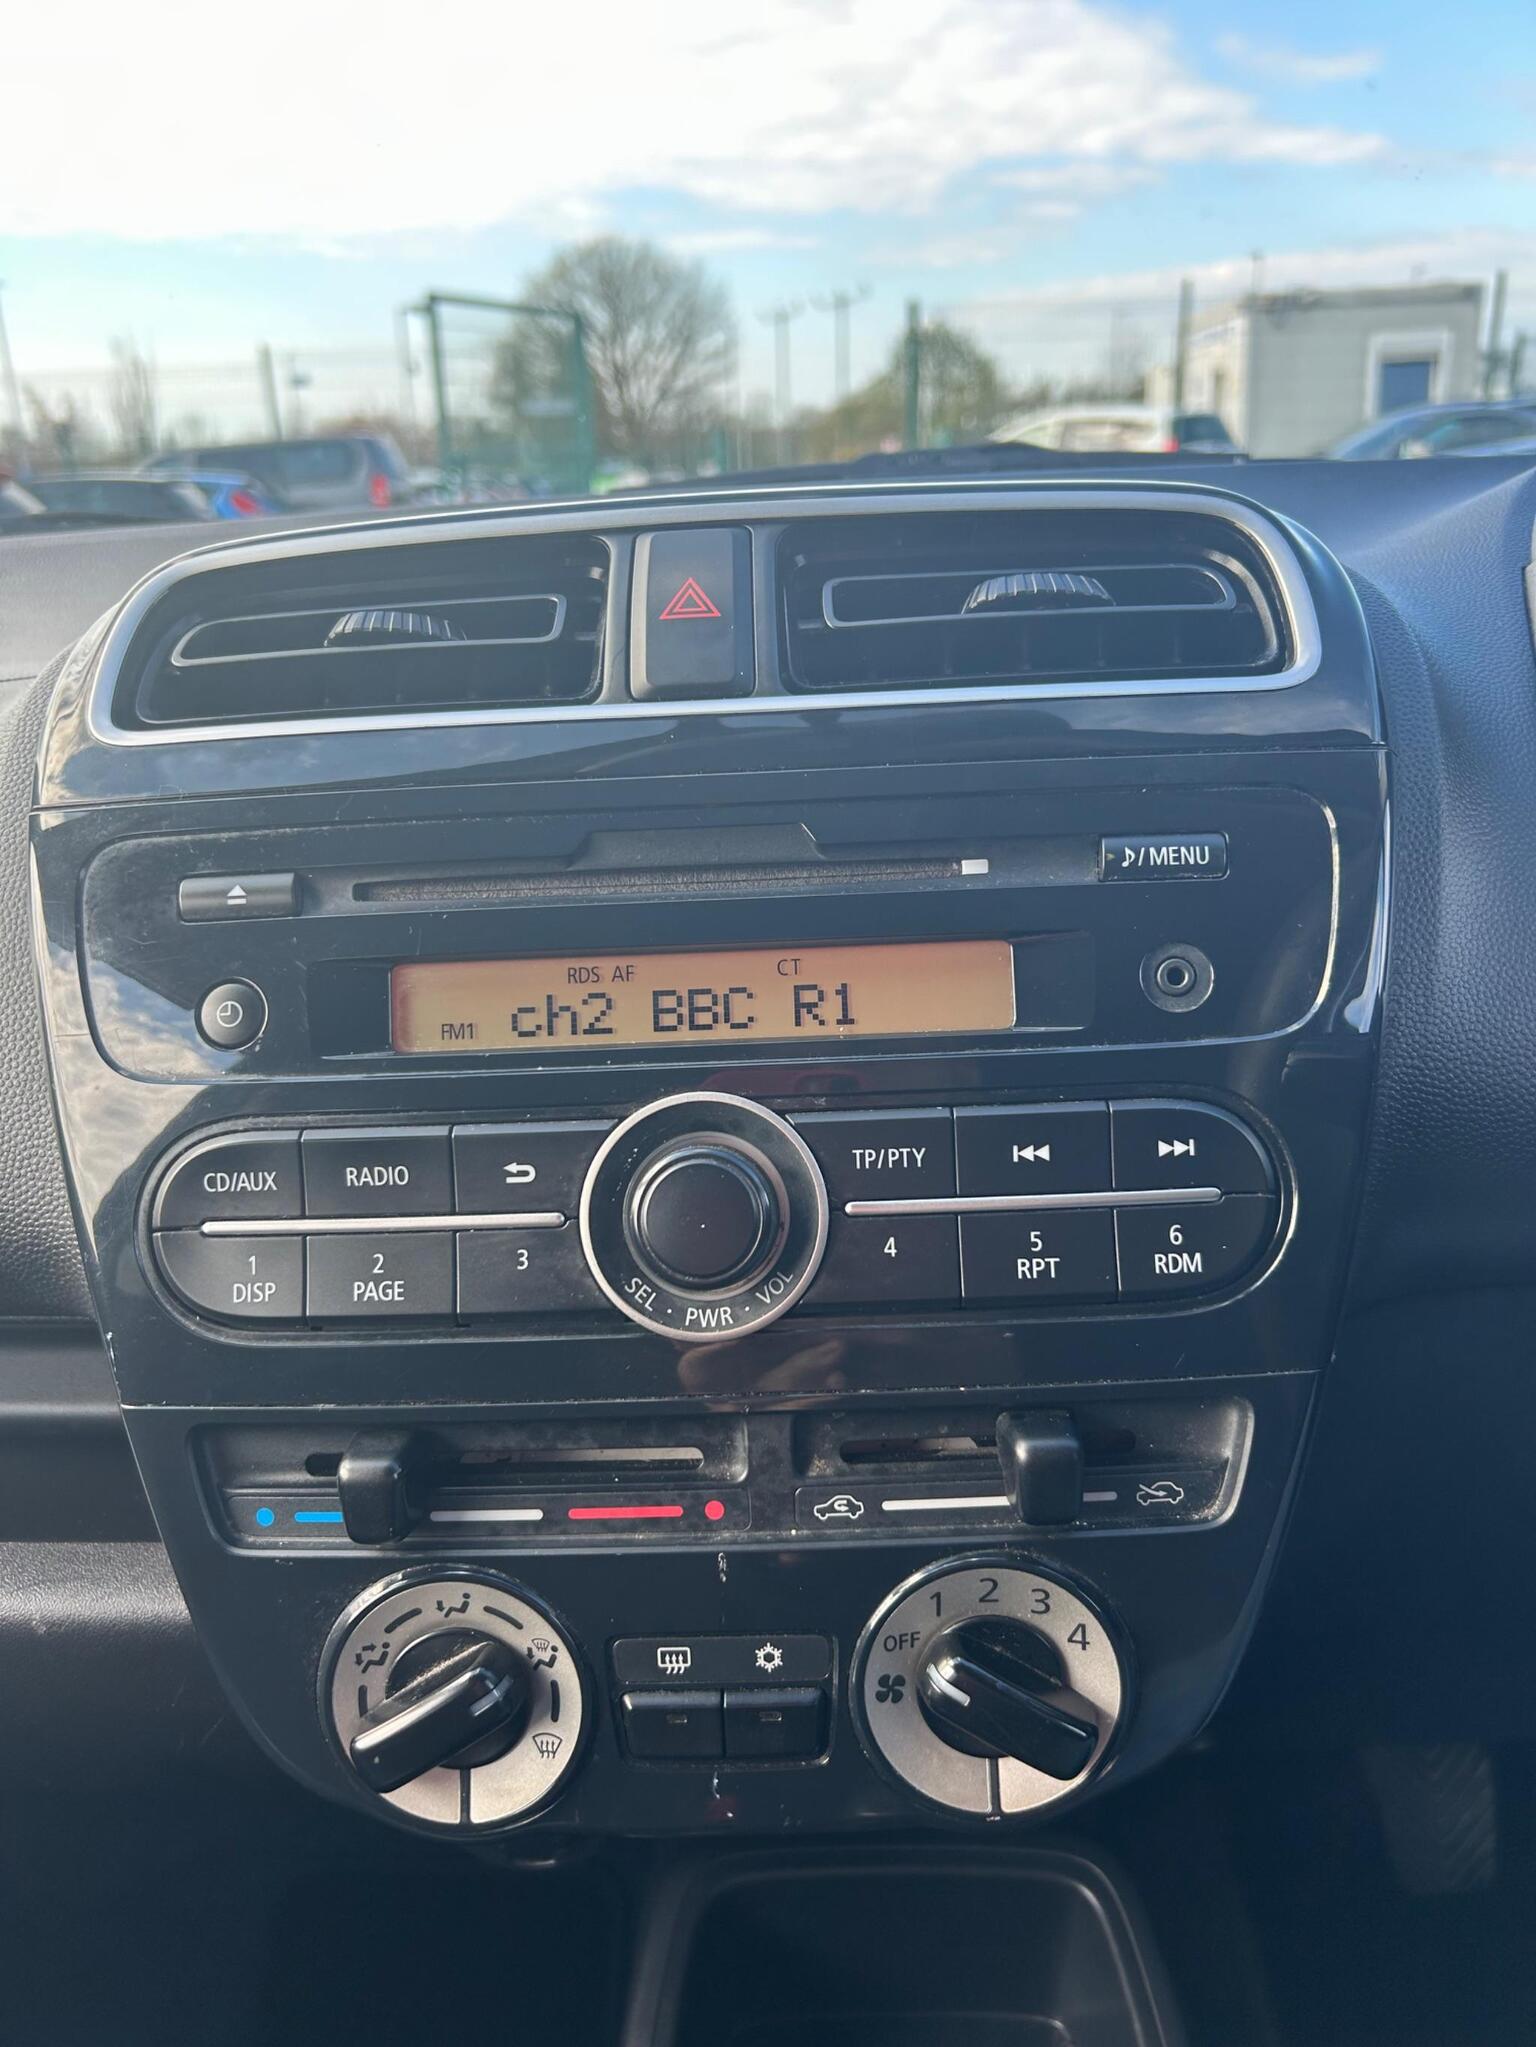 ♪/MENU
RDS AF CT
FM1 ch2 BBC R1
CD/AUX RADIO TP/PTY
1 DISP
2 PAGE
3
4
5 RPT
6 RDM
SEL · PWR · VOL
OFF 1 2 3 4